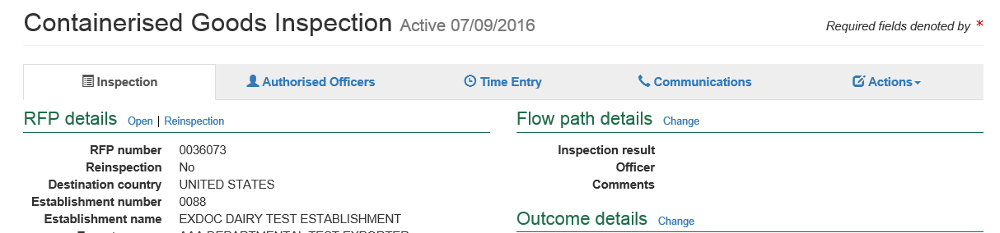 Containerised Goods Inspection Active 07/09/2016
Required fields denoted by *
Inspection
Authorised Officers
Time Entry
Communications
Actions
RFP details Open | Reinspection
RFP number 0036073
Reinspection No
Destination country UNITED STATES
Establishment number 0088
Establishment name EXDOC DAIRY TEST ESTABLISHMENT
Flow path details Change
Inspection result
Officer
Comments
Outcome details Change